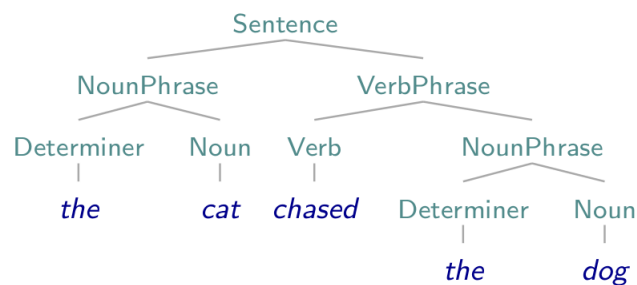 Sentence
NounPhrase VerbPhrase
Determiner Noun Verb NounPhrase
the cat chased Determiner Noun
the dog